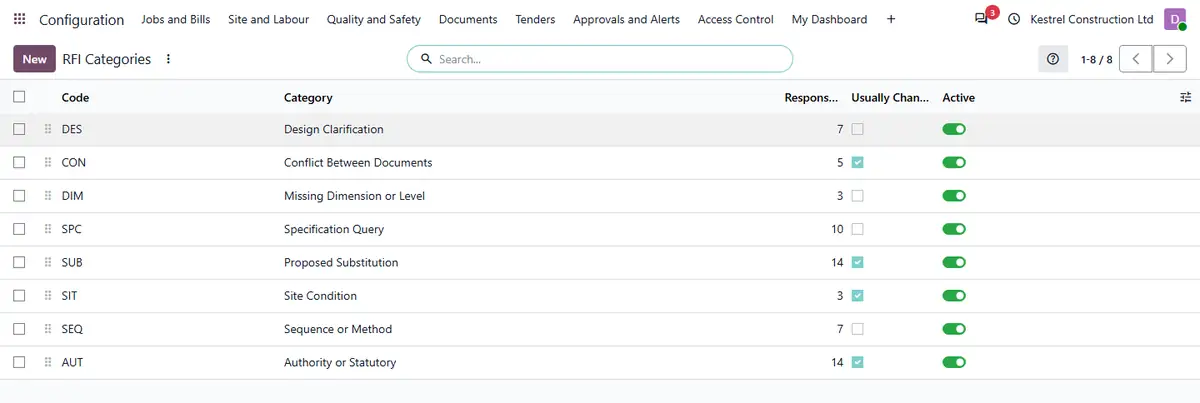 Configuration Jobs and Bills Site and Labour Quality and Safety Documents Tenders Approvals and Alerts Access Control My Dashboard + 3 Kestrel Construction Ltd D
New RFI Categories Search... 1-8 / 8
Code Category Respons... Usually Chan... Active
DES Design Clarification 7
CON Conflict Between Documents 5
DIM Missing Dimension or Level 3
SPC Specification Query 10
SUB Proposed Substitution 14
SIT Site Condition 3
SEQ Sequence or Method 7
AUT Authority or Statutory 14